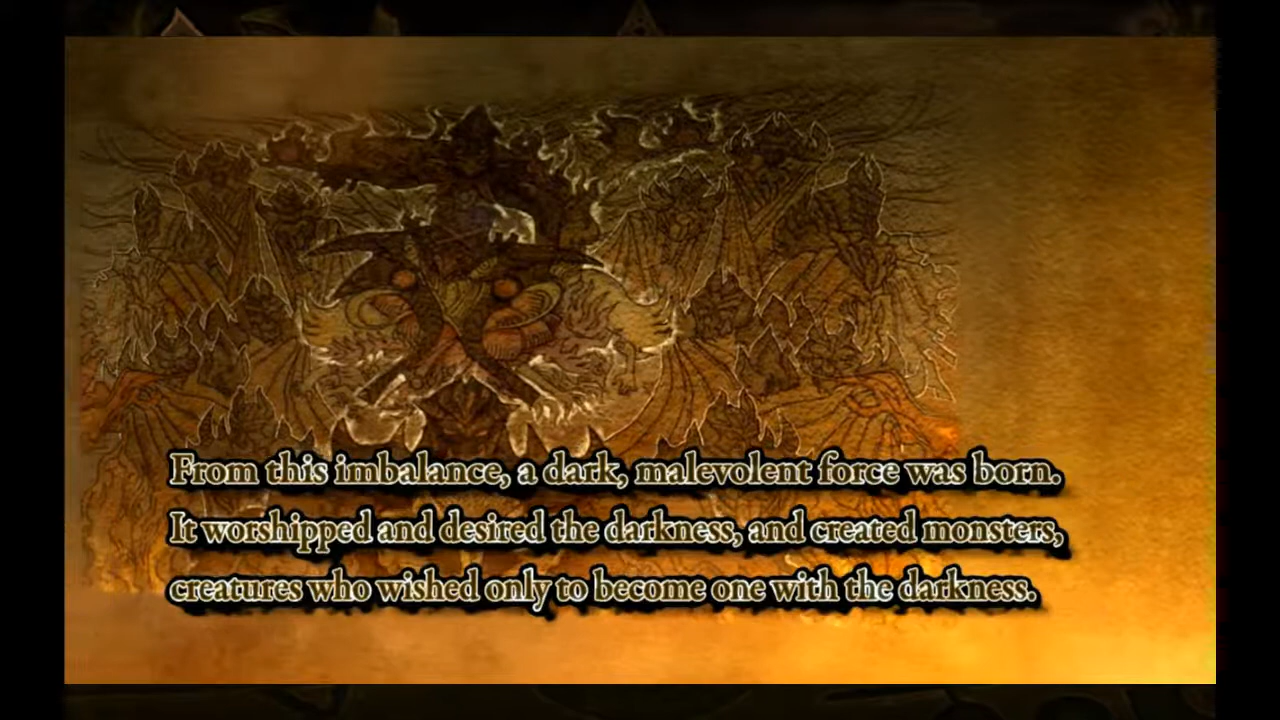 From this imbalance, a dark, malevolent force was born.
It worshipped and desired the darkness, and created monsters,
creatures who wished only to become one with the darkness.